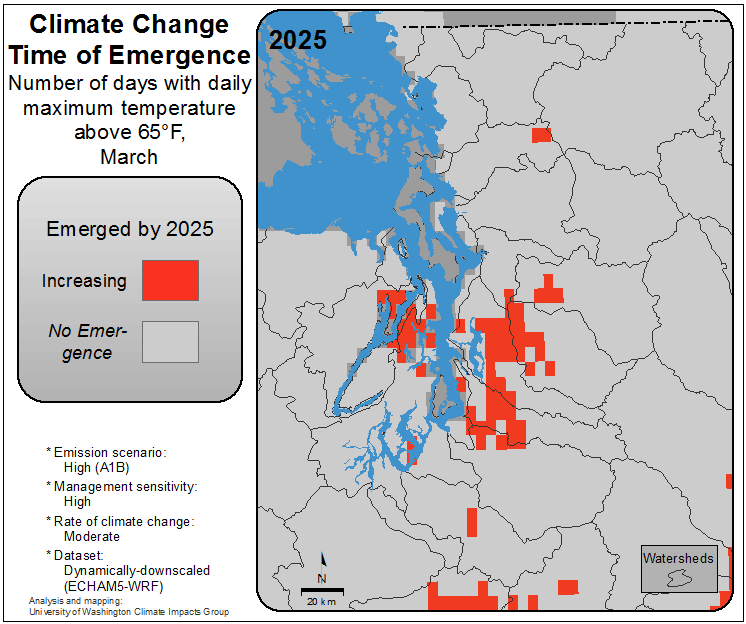 Climate Change
Time of Emergence
Number of days with daily
maximum temperature
above 65°F,
March
Emerged by 2025
Increasing
No Emer-
gence
* Emission scenario:
High (A1B)
* Management sensitivity:
High
* Rate of climate change:
Moderate
* Dataset:
Dynamically-downscaled
(ECHAM5-WRF)
Analysis and mapping:
University of Washington Climate Impacts Group
2025
N
20 km
Watersheds